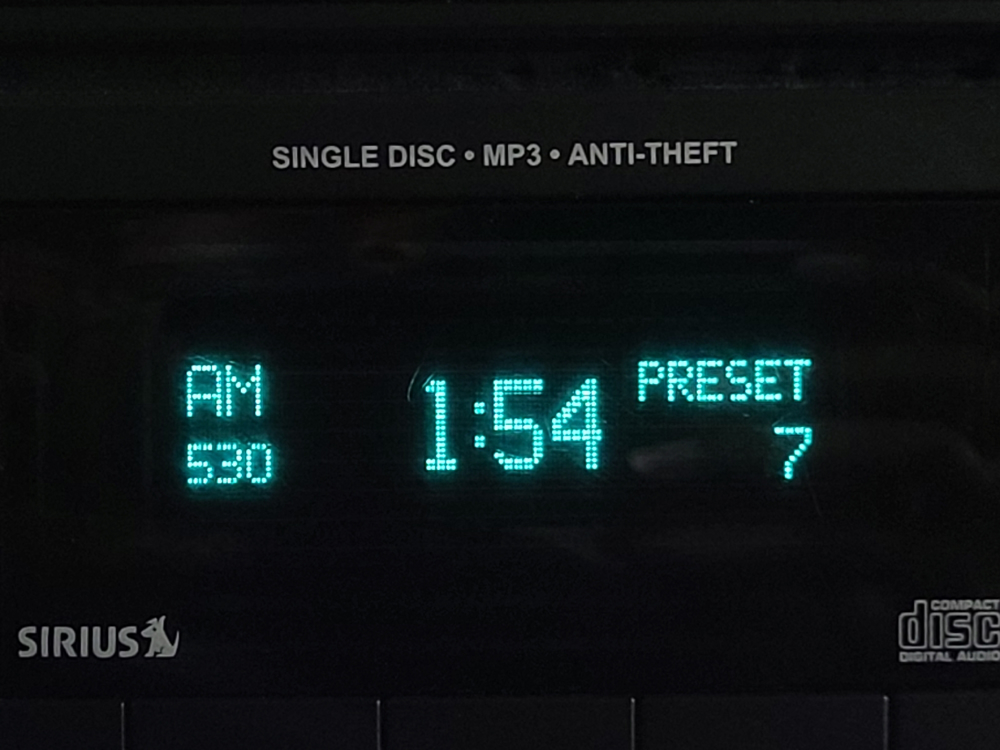 SINGLE DISC • MP3 • ANTI-THEFT
AM 1:54 PRESET
530 7
SIRIUS
COMPACT
disc
DIGITAL AUDIO